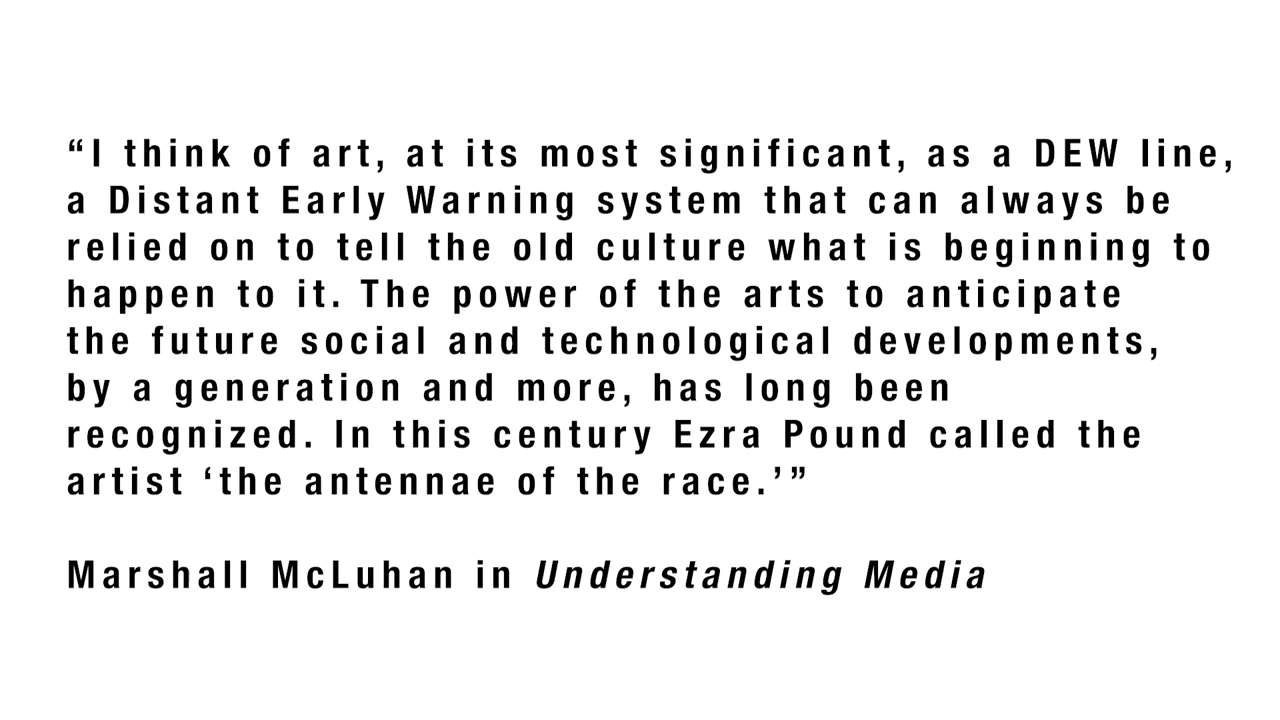 “I think of art, at its most significant, as a DEW line,
a Distant Early Warning system that can always be
relied on to tell the old culture what is beginning to
happen to it. The power of the arts to anticipate
the future social and technological developments,
by a generation and more, has long been
recognized. In this century Ezra Pound called the
artist ‘the antennae of the race.’”
Marshall McLuhan in Understanding Media